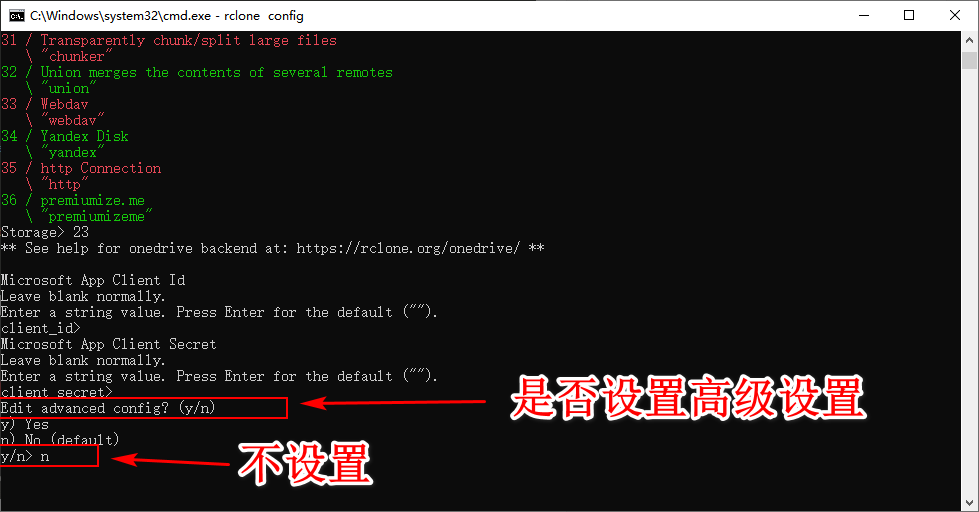 C:\Windows\system32\cmd.exe - rclone  config
31 / Transparently chunk/split large files
   \ "chunker"
32 / Union merges the contents of several remotes
   \ "union"
33 / Webdav
   \ "webdav"
34 / Yandex Disk
   \ "yandex"
35 / http Connection
   \ "http"
36 / premiumize.me
   \ "premiumizeme"
Storage> 23
** See help for onedrive backend at: https://rclone.org/onedrive/ **
Microsoft App Client Id
Leave blank normally.
Enter a string value. Press Enter for the default ("").
client_id>
Microsoft App Client Secret
Leave blank normally.
Enter a string value. Press Enter for the default ("").
client_secret>
Edit advanced config? (y/n)
是否设置高级设置
y) Yes
n) No (default)
y/n> n
不设置